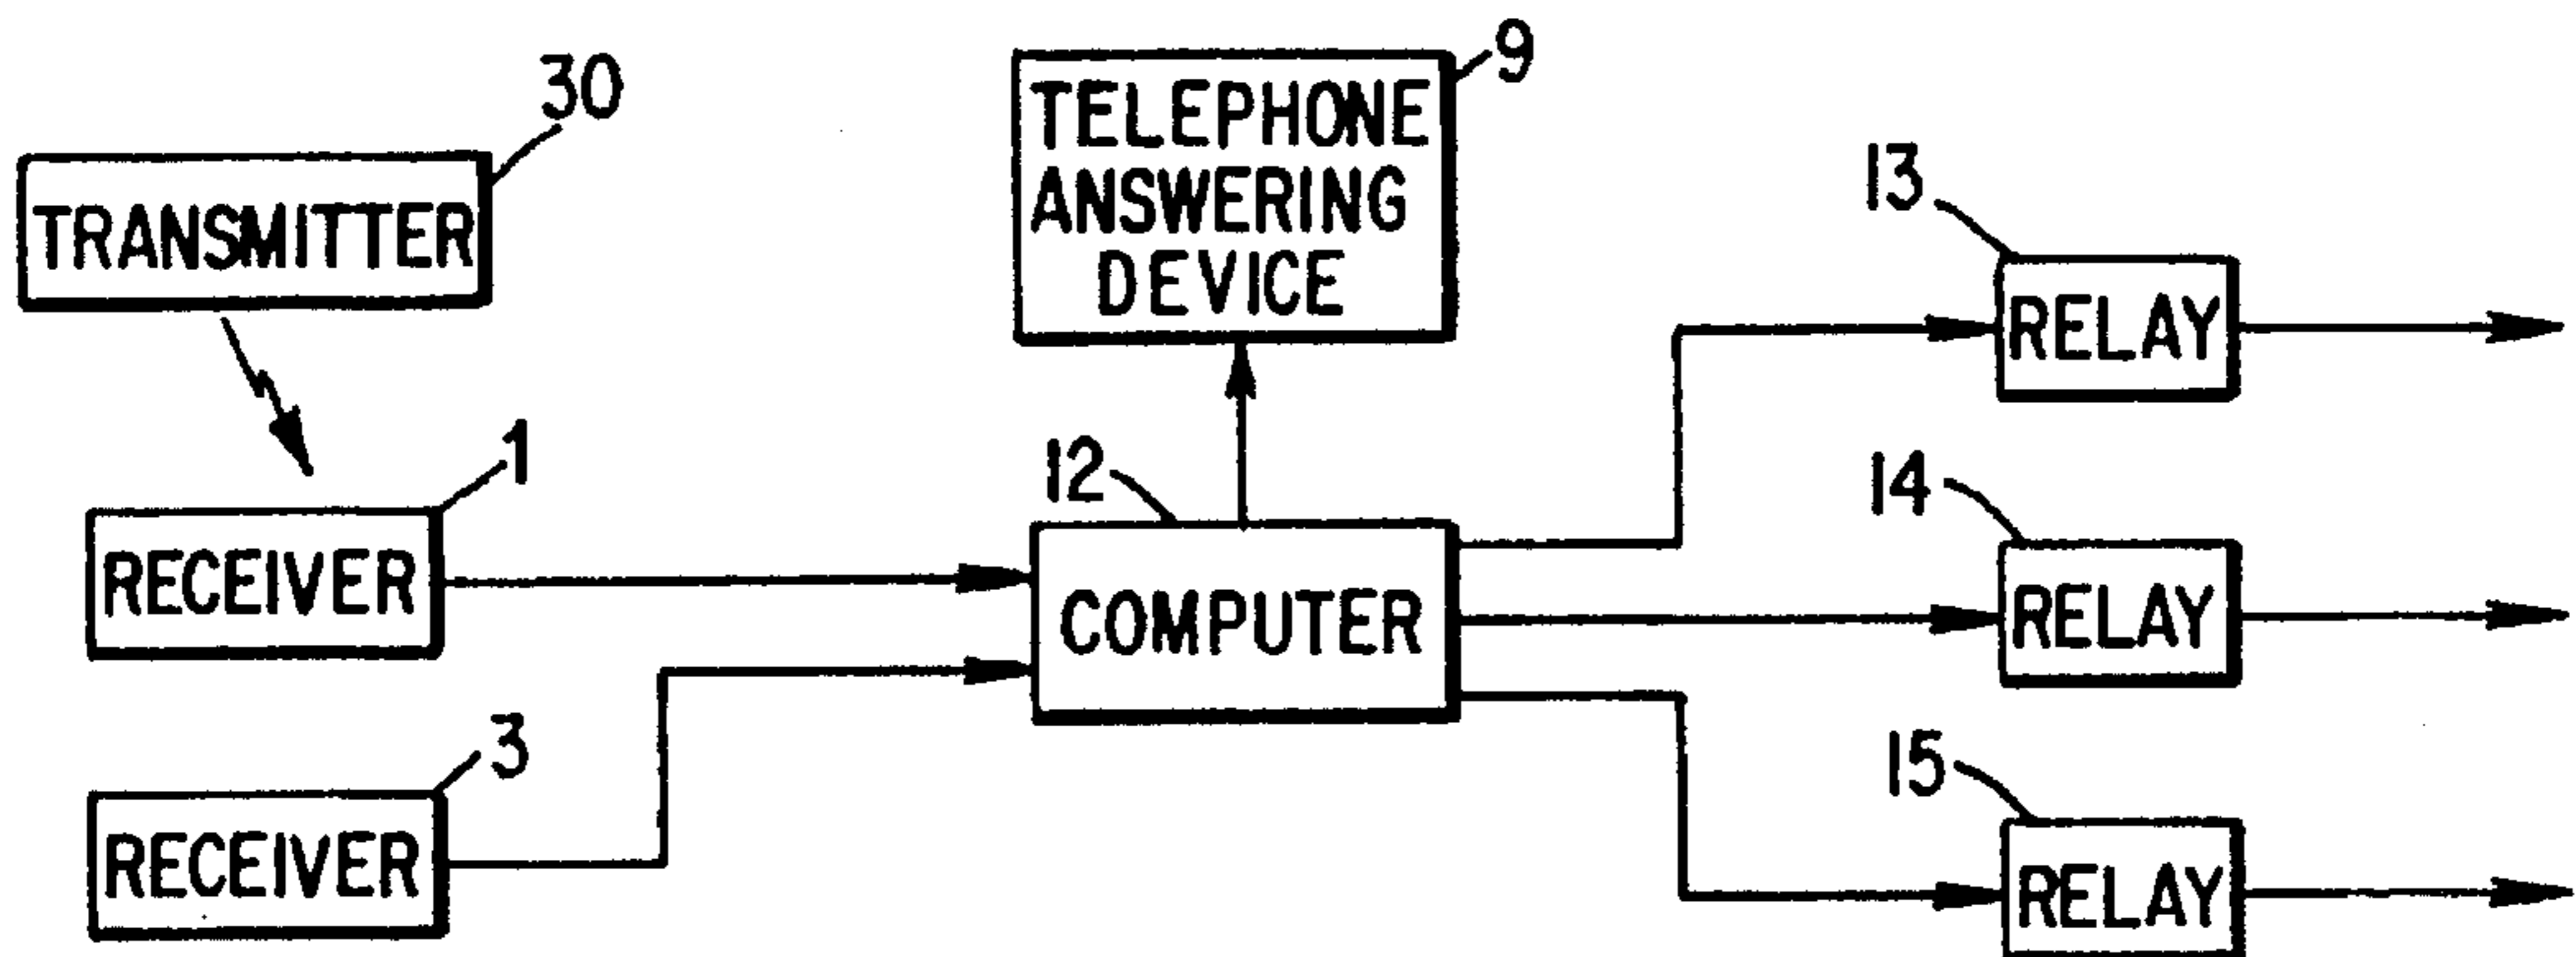 30
TRANSMITTER
9
TELEPHONE
ANSWERING
DEVICE
13
RELAY
1
RECEIVER
12
COMPUTER
14
RELAY
3
RECEIVER
15
RELAY